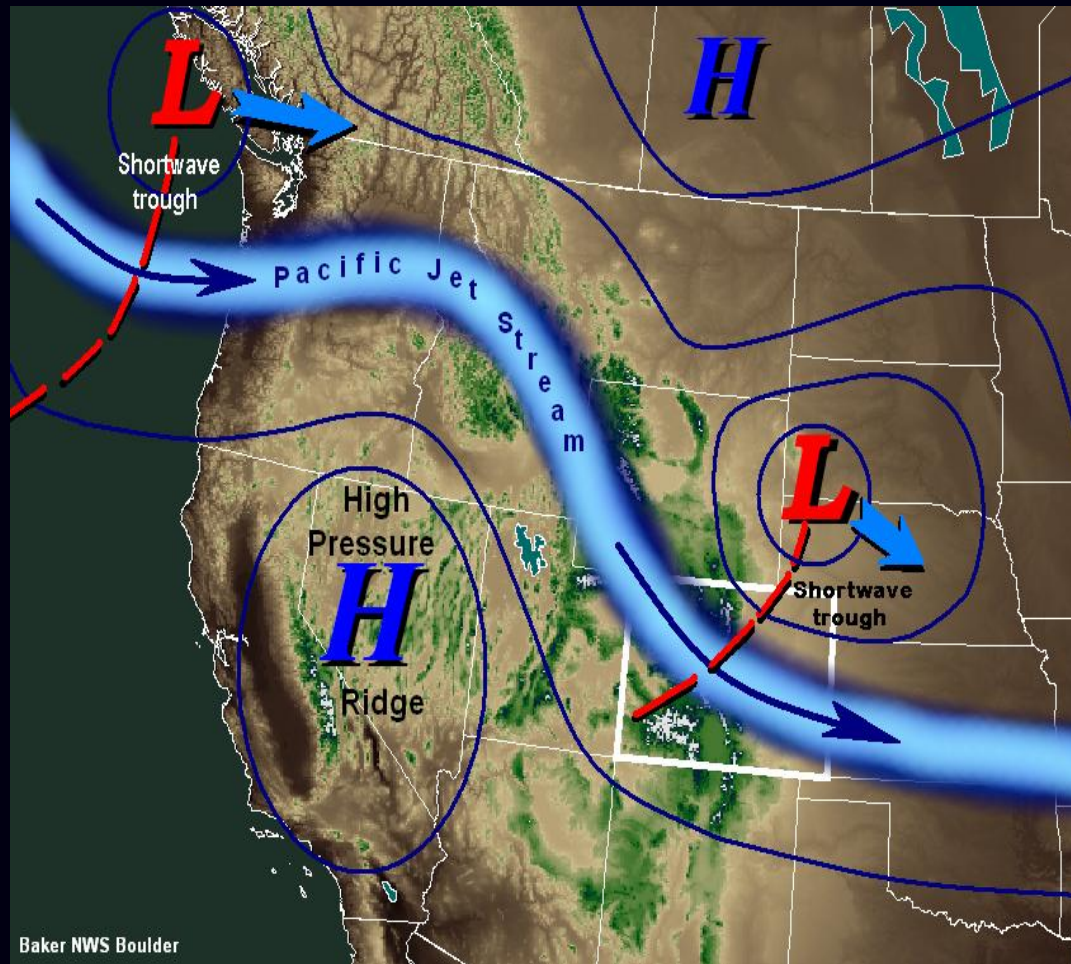 L
H
Shortwave
trough
Pacific Jet Stream
High
Pressure
H
Ridge
L
Shortwave
trough
Baker NWS Boulder